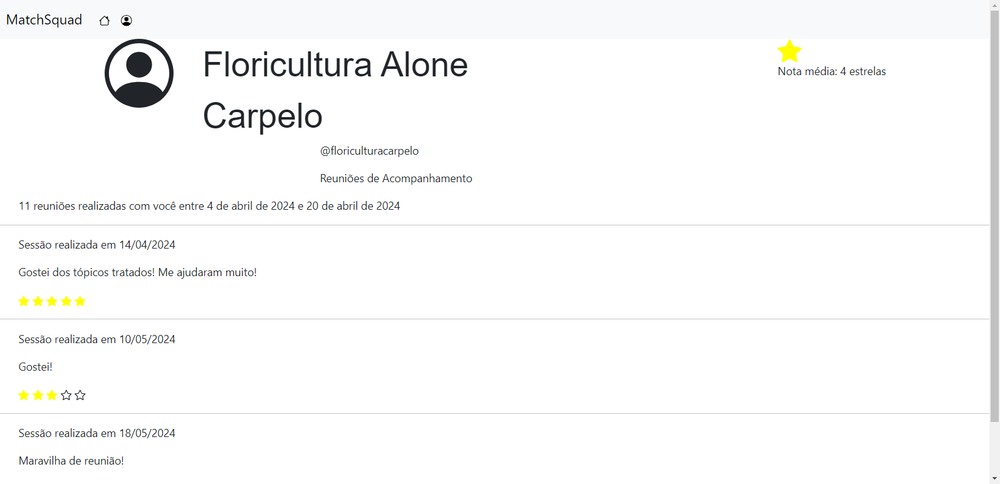 MatchSquad
Floricultura Alone
Carpelo
Nota média: 4 estrelas
@floriculturacarpelo
Reuniões de Acompanhamento
11 reuniões realizadas com você entre 4 de abril de 2024 e 20 de abril de 2024
Sessão realizada em 14/04/2024
Gostei dos tópicos tratados! Me ajudaram muito!
Sessão realizada em 10/05/2024
Gostei!
Sessão realizada em 18/05/2024
Maravilha de reunião!